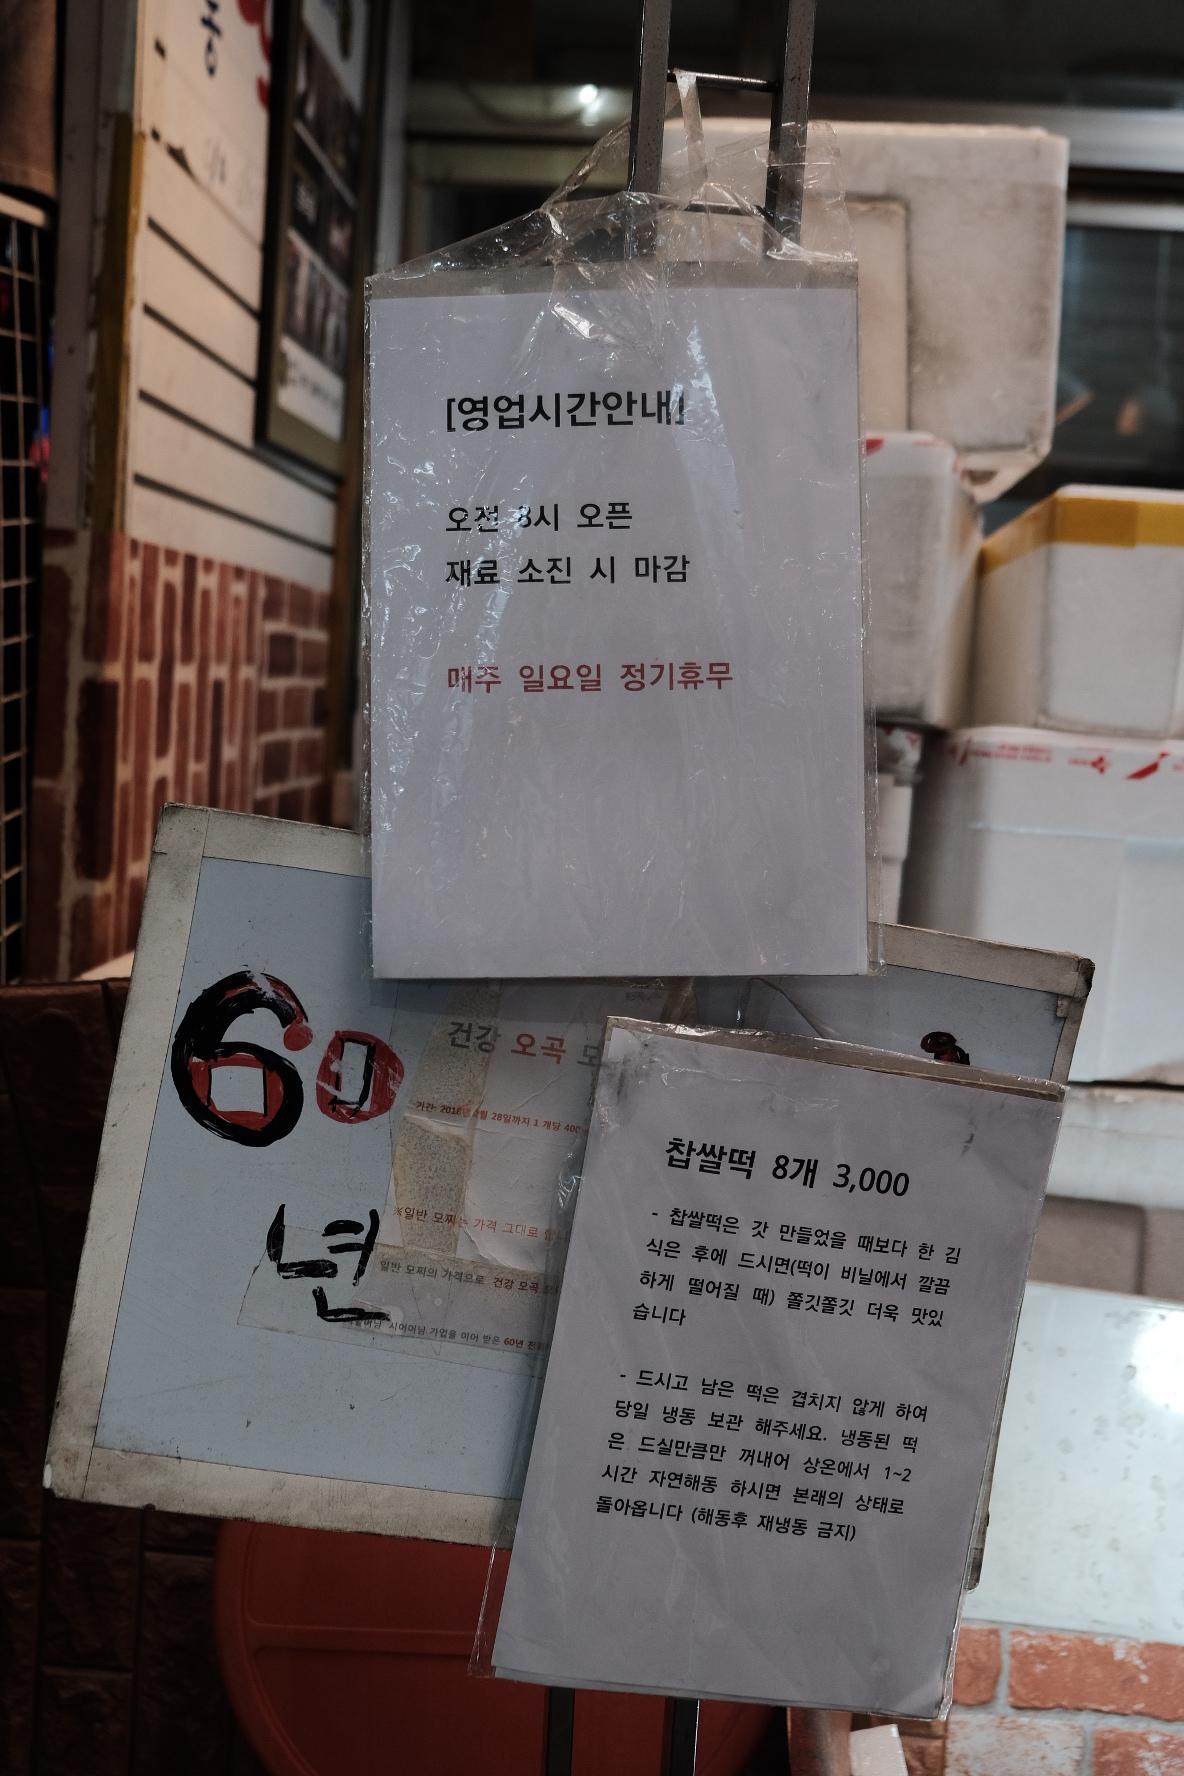 [영업시간안내]
오전 8시 오픈
재료 소진 시 마감
매주 일요일 정기휴무
60
년
건강 오곡
기간: 28일까지 1 개당 400
※일반 모찌는 가격 그대로
일반 모찌의 가격으로 건강 오곡
시어머님 가업을 이어 받은 60년
찹쌀떡 8개 3,000
- 찹쌀떡은 갓 만들었을 때보다 한 김
식은 후에 드시면(떡이 비닐에서 깔끔
하게 떨어질 때) 쫄깃쫄깃 더욱 맛있
습니다
- 드시고 남은 떡은 겹치지 않게 하여
당일 냉동 보관 해주세요. 냉동된 떡
은 드실만큼만 꺼내어 상온에서 1~2
시간 자연해동 하시면 본래의 상태로
돌아옵니다 (해동후 재냉동 금지)